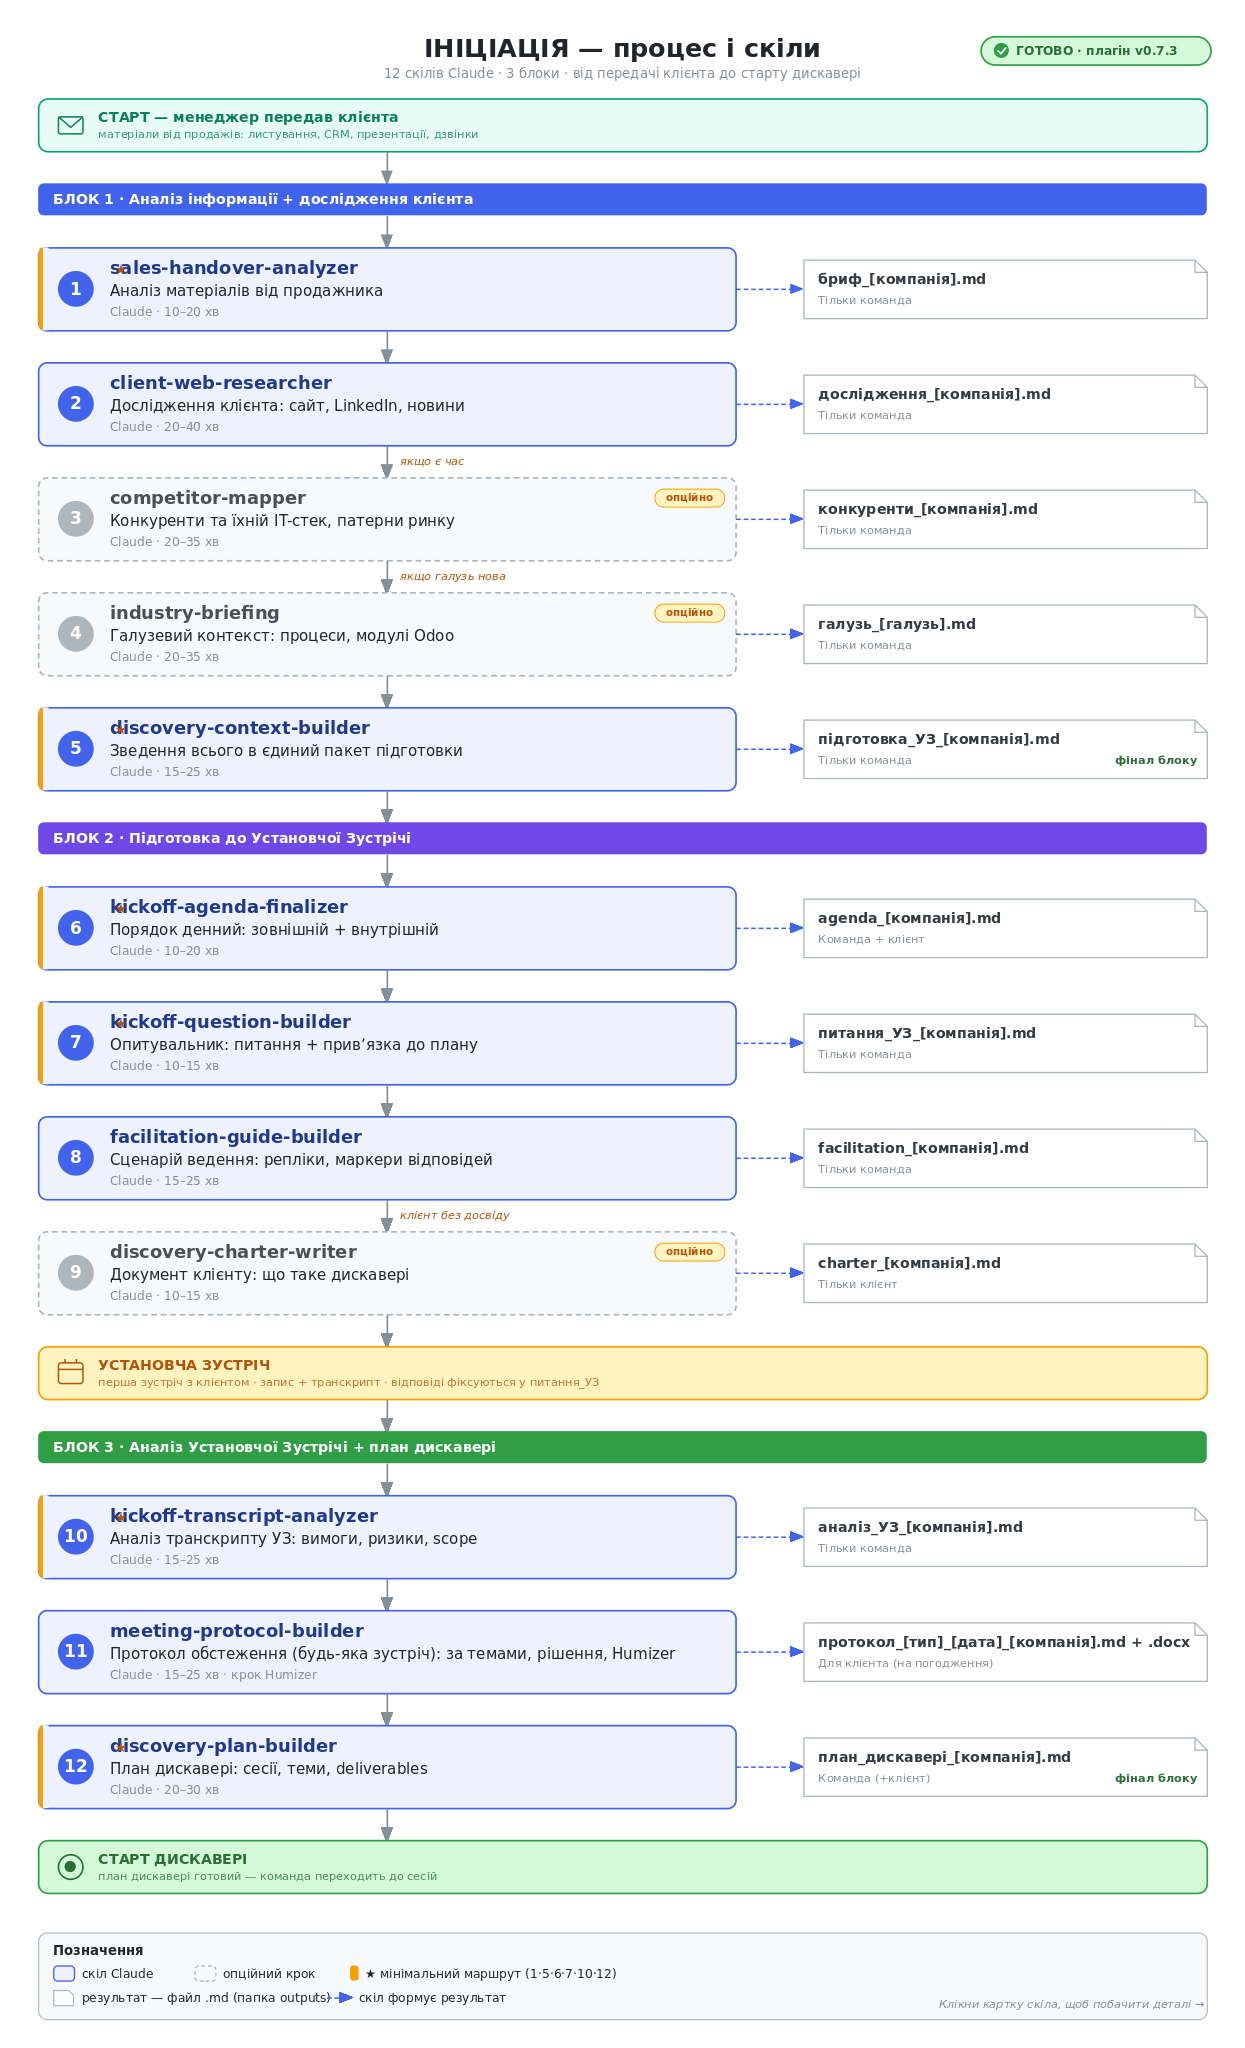 ІНІЦІАЦІЯ — процес і скіли
ГОТОВО · плагін v0.7.3
12 скілів Claude · 3 блоки · від передачі клієнта до старту дискавері
СТАРТ — менеджер передав клієнта
матеріали від продажів: листування, CRM, презентації, дзвінки
БЛОК 1 · Аналіз інформації + дослідження клієнта
★
sales-handover-analyzer
1
Аналіз матеріалів від продажника
Claude · 10–20 хв
бриф_[компанія].md
Тільки команда
client-web-researcher
2
Дослідження клієнта: сайт, LinkedIn, новини
Claude · 20–40 хв
дослідження_[компанія].md
Тільки команда
якщо є час
competitor-mapper
опційно
3
Конкуренти та їхній ІТ-стек, патерни ринку
Claude · 20–35 хв
конкуренти_[компанія].md
Тільки команда
якщо галузь нова
industry-briefing
опційно
4
Галузевий контекст: процеси, модулі Odoo
Claude · 20–35 хв
галузь_[галузь].md
Тільки команда
★
discovery-context-builder
5
Зведення всього в єдиний пакет підготовки
Claude · 15–25 хв
підготовка_УЗ_[компанія].md
Тільки команда
фінал блоку
БЛОК 2 · Підготовка до Установчої Зустрічі
★
kickoff-agenda-finalizer
6
Порядок денний: зовнішній + внутрішній
Claude · 10–20 хв
agenda_[компанія].md
Команда + клієнт
★
kickoff-question-builder
7
Опитувальник: питання + прив’язка до плану
Claude · 10–15 хв
питання_УЗ_[компанія].md
Тільки команда
facilitation-guide-builder
8
Сценарій ведення: репліки, маркери відповідей
Claude · 15–25 хв
facilitation_[компанія].md
Тільки команда
клієнт без досвіду
discovery-charter-writer
опційно
9
Документ клієнту: що таке дискавері
Claude · 10–15 хв
charter_[компанія].md
Тільки клієнт
УСТАНОВЧА ЗУСТРІЧ
перша зустріч з клієнтом · запис + транскрипт · відповіді фіксуються у питання_УЗ
БЛОК 3 · Аналіз Установчої Зустрічі + план дискавері
★
kickoff-transcript-analyzer
10
Аналіз транскрипту УЗ: вимоги, ризики, scope
Claude · 15–25 хв
аналіз_УЗ_[компанія].md
Тільки команда
meeting-protocol-builder
11
Протокол обстеження (будь-яка зустріч): за темами, рішення, Humizer
Claude · 15–25 хв · крок Humizer
протокол_[тип]_[дата]_[компанія].md + .docx
Для клієнта (на погодження)
★
discovery-plan-builder
12
План дискавері: сесії, теми, deliverables
Claude · 20–30 хв
план_дискавері_[компанія].md
Команда (+клієнт)
фінал блоку
СТАРТ ДИСКАВЕРІ
план дискавері готовий — команда переходить до сесій
Позначення
скіл Claude
опційний крок
★ мінімальний маршрут (1·5·6·7·10·12)
результат — файл .md (папка outputs)
скіл формує результат
Клікни картку скіла, щоб побачити деталі →